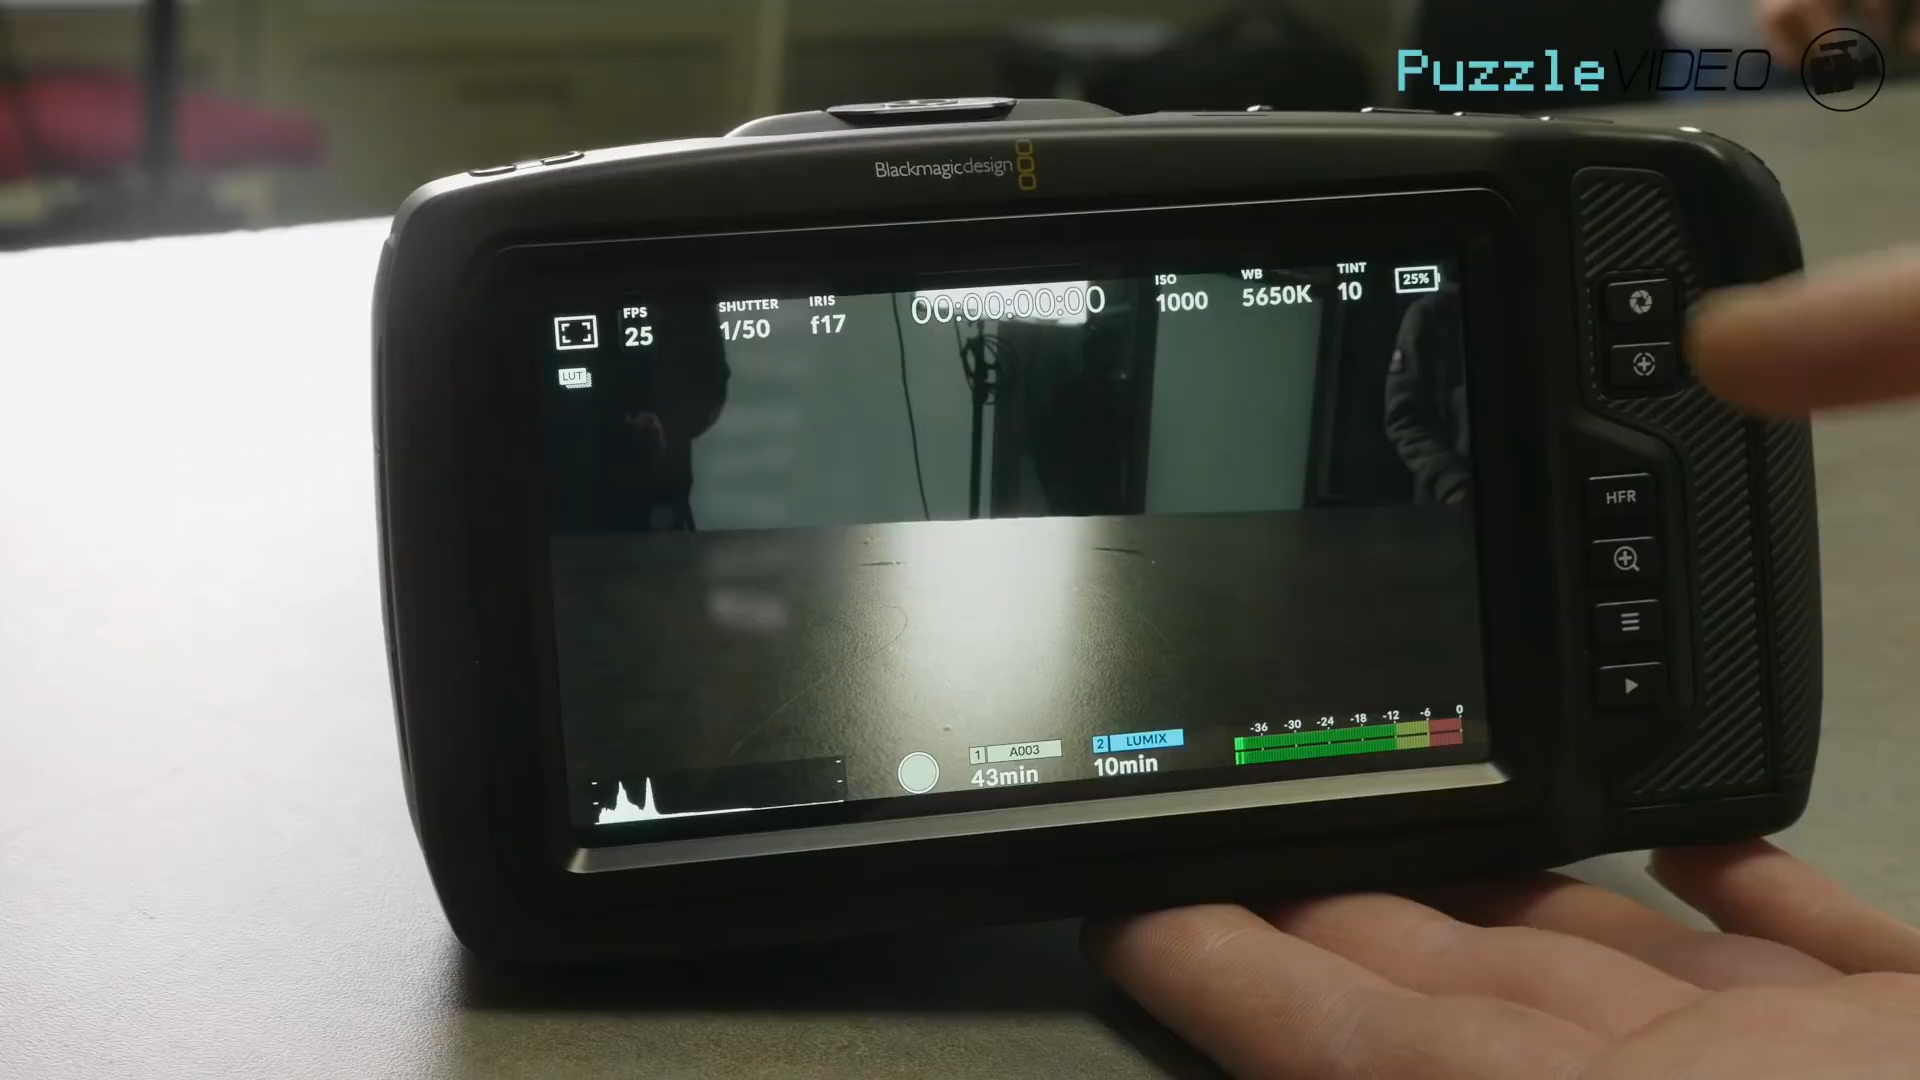 PuzzleVIDEO
Blackmagicdesign
FPS
25
SHUTTER
1/50
IRIS
f17
00:00:00:00
ISO
1000
WB
5650K
TINT
10
25%
LUT
HFR
1 A003
43min
2 LUMIX
10min
-36 -30 -24 -18 -12 -6 0